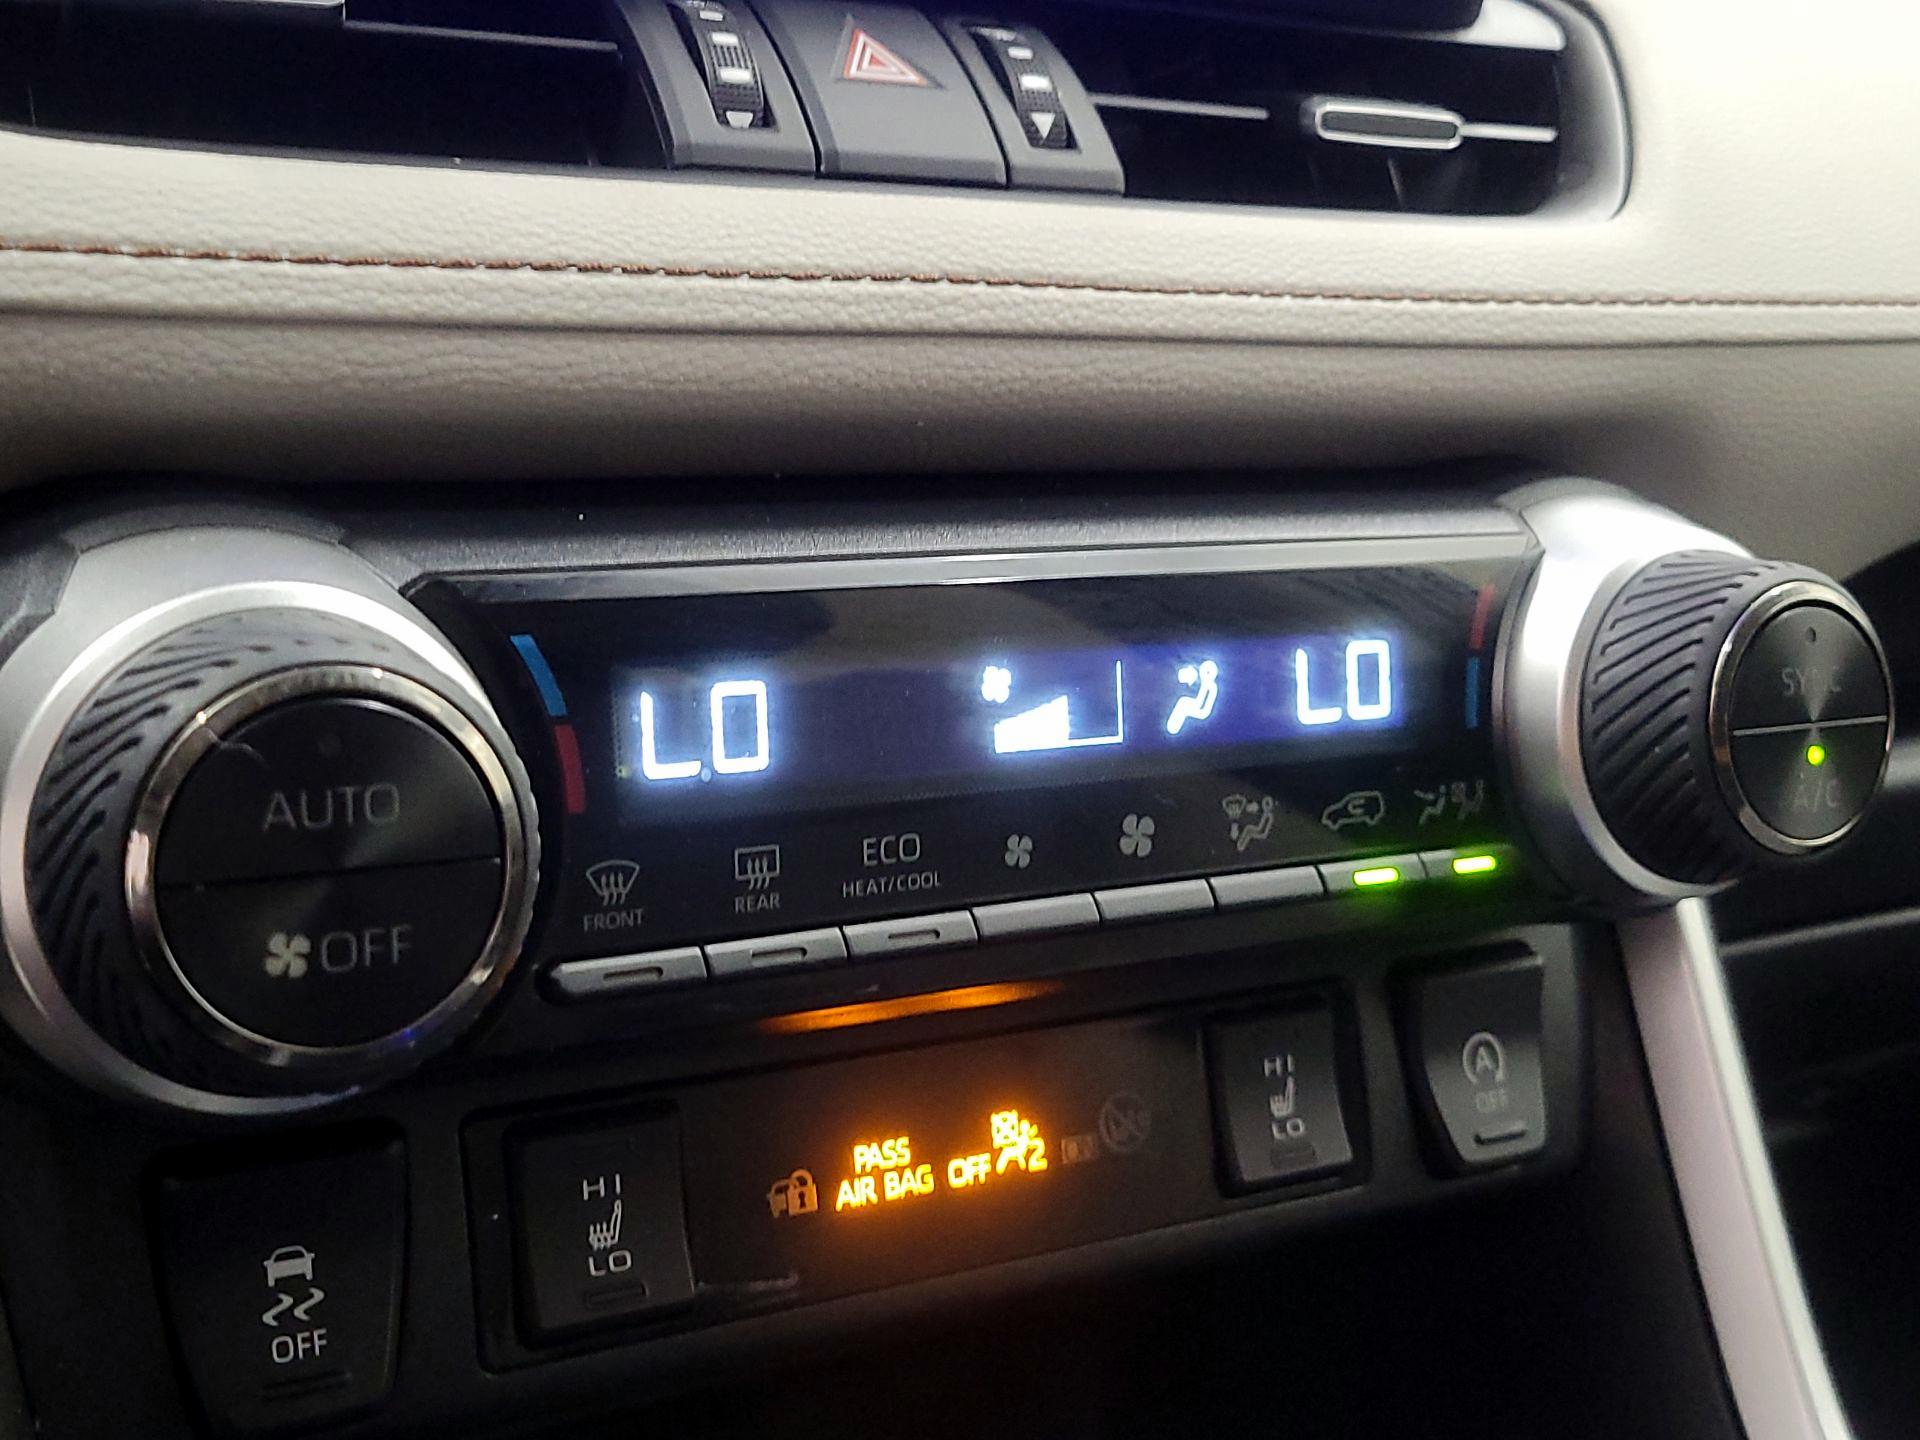 LO
LO
SYNC
A/C
AUTO
OFF
FRONT
REAR
ECO
HEAT/COOL
HI
LO
PASS
AIR BAG OFF 2
HI
LO
A
OFF
OFF